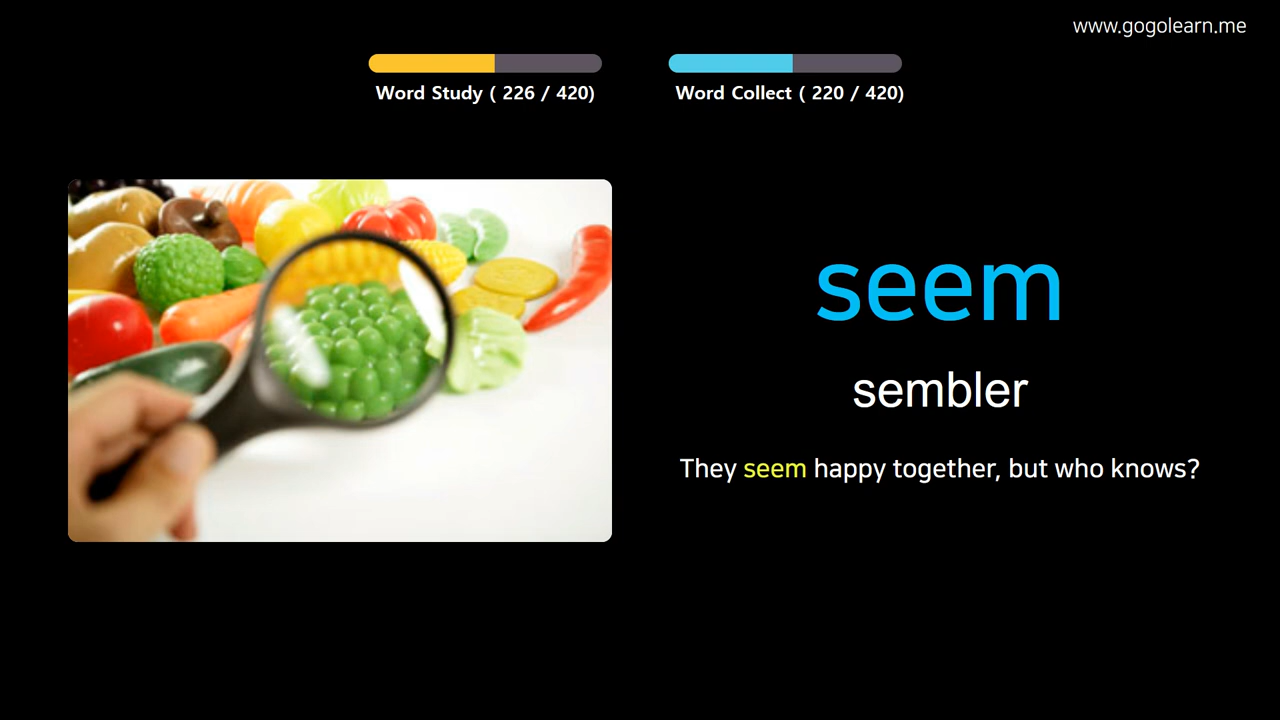 www.gogolearn.me
Word Study ( 226 / 420)
Word Collect ( 220 / 420)
seem
sembler
They seem happy together, but who knows?